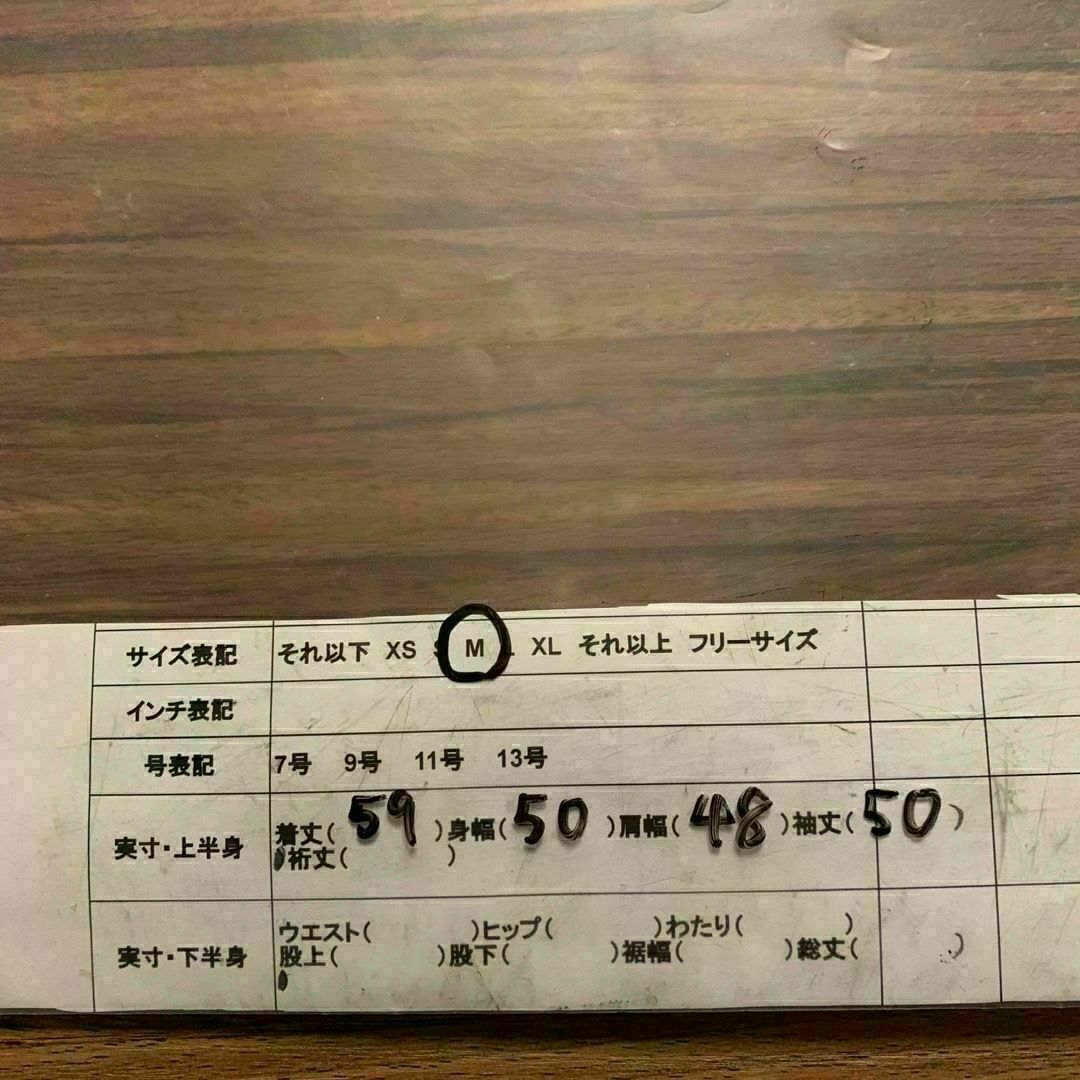 サイズ表記 それ以下 XS M XL それ以上 フリーサイズ
インチ表記
号表記 7号 9号 11号 13号
実寸・上半身 着丈( 59 )身幅( 50 )肩幅( 48 )袖丈( 50 )
裄丈( )
実寸・下半身 ウエスト( )ヒップ( )わたり( )
股上( )股下( )裾幅( )総丈( )